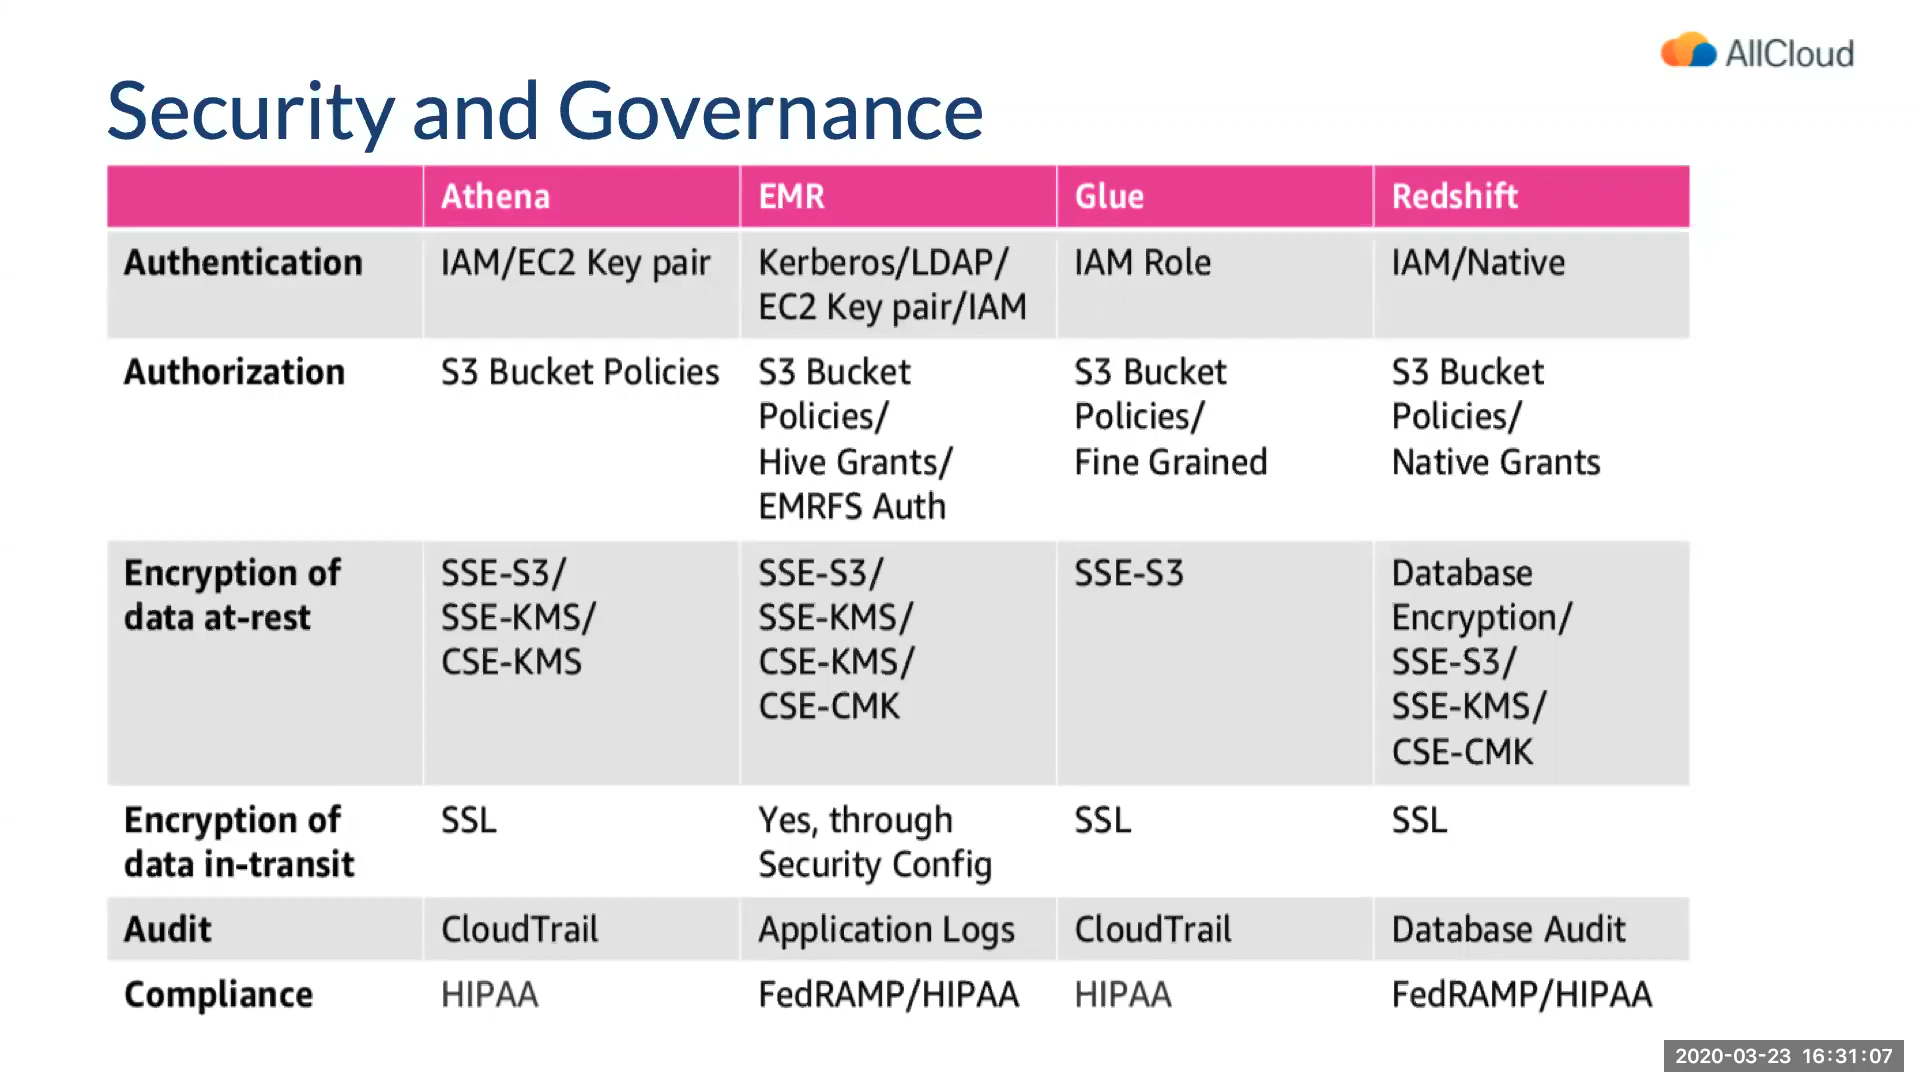 AllCloud
Security and Governance
Athena
EMR
Glue
Redshift
Authentication
IAM/EC2 Key pair
Kerberos/LDAP/
EC2 Key pair/IAM
IAM Role
IAM/Native
Authorization
S3 Bucket Policies
S3 Bucket
Policies/
Hive Grants/
EMRFS Auth
S3 Bucket
Policies/
Fine Grained
S3 Bucket
Policies/
Native Grants
Encryption of
data at-rest
SSE-S3/
SSE-KMS/
CSE-KMS
SSE-S3/
SSE-KMS/
CSE-KMS/
CSE-CMK
SSE-S3
Database
Encryption/
SSE-S3/
SSE-KMS/
CSE-CMK
Encryption of
data in-transit
SSL
Yes, through
Security Config
SSL
SSL
Audit
CloudTrail
Application Logs
CloudTrail
Database Audit
Compliance
HIPAA
FedRAMP/HIPAA
HIPAA
FedRAMP/HIPAA
2020-03-23 16:31:07